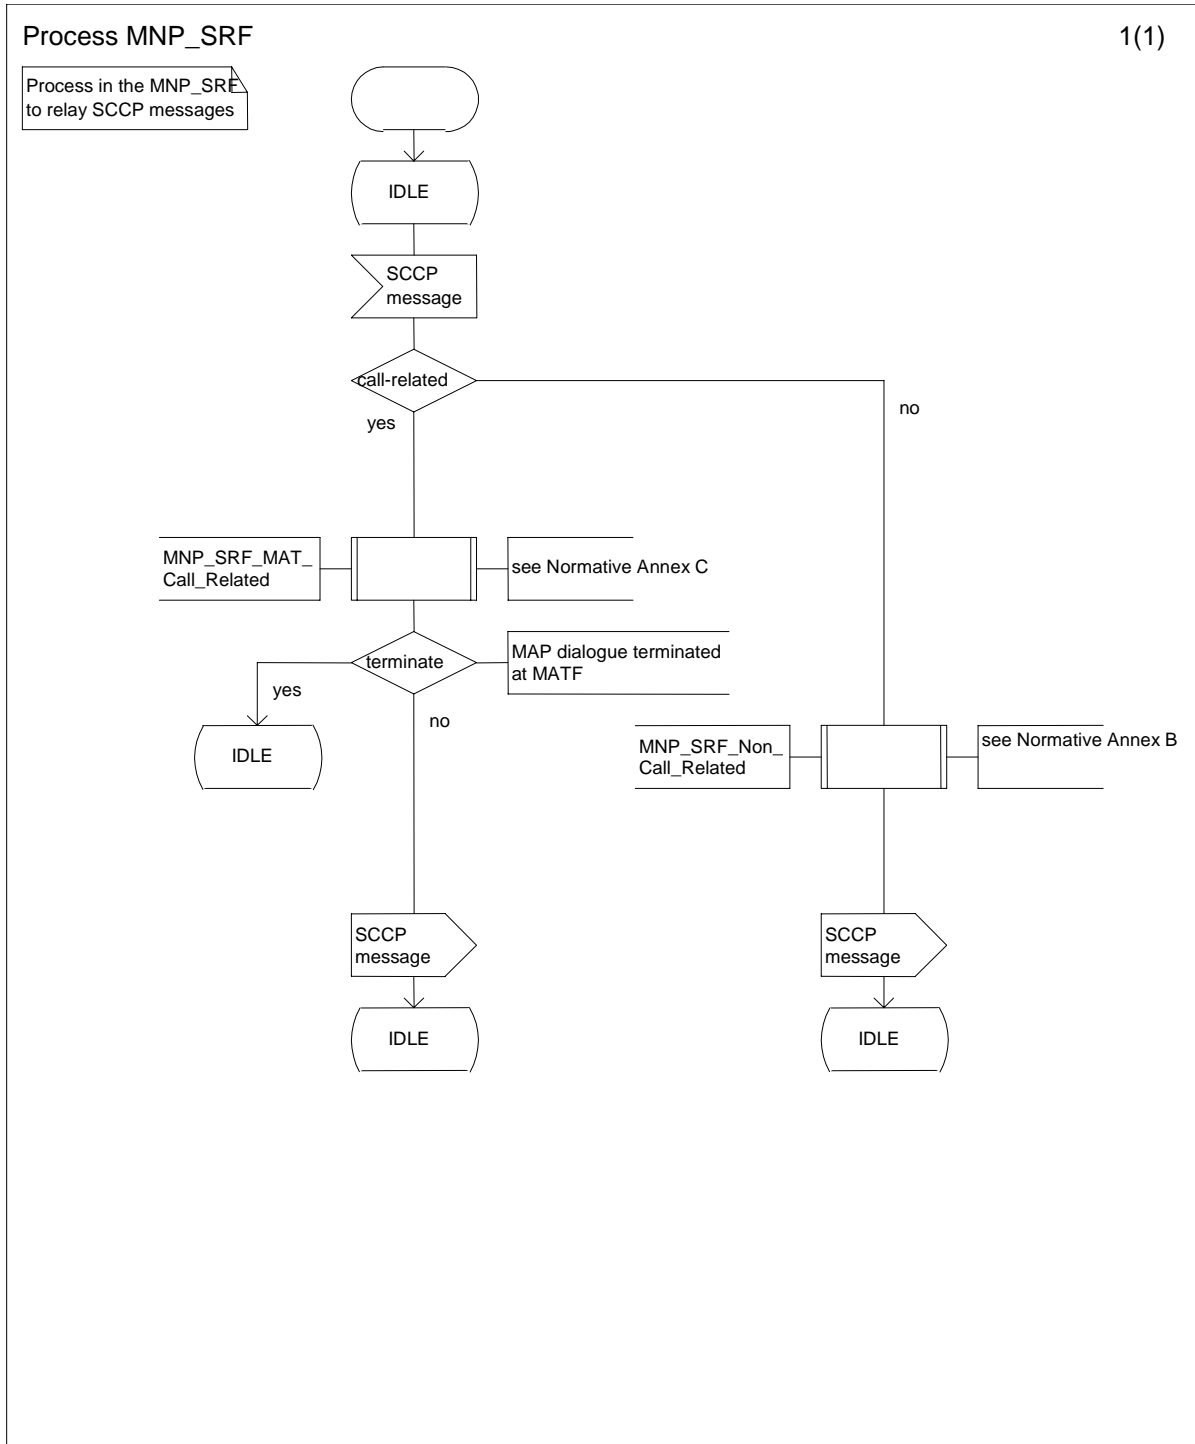 Process MNP_SRF
1(1)
Process in the MNP_SRF
to relay SCCP messages
IDLE
SCCP
message
call-related
yes
no
MNP_SRF_MAT_
Call_Related
see Normative Annex C
terminate
MAP dialogue terminated
at MATF
yes
no
IDLE
MNP_SRF_Non_
Call_Related
see Normative Annex B
SCCP
message
SCCP
message
IDLE
IDLE